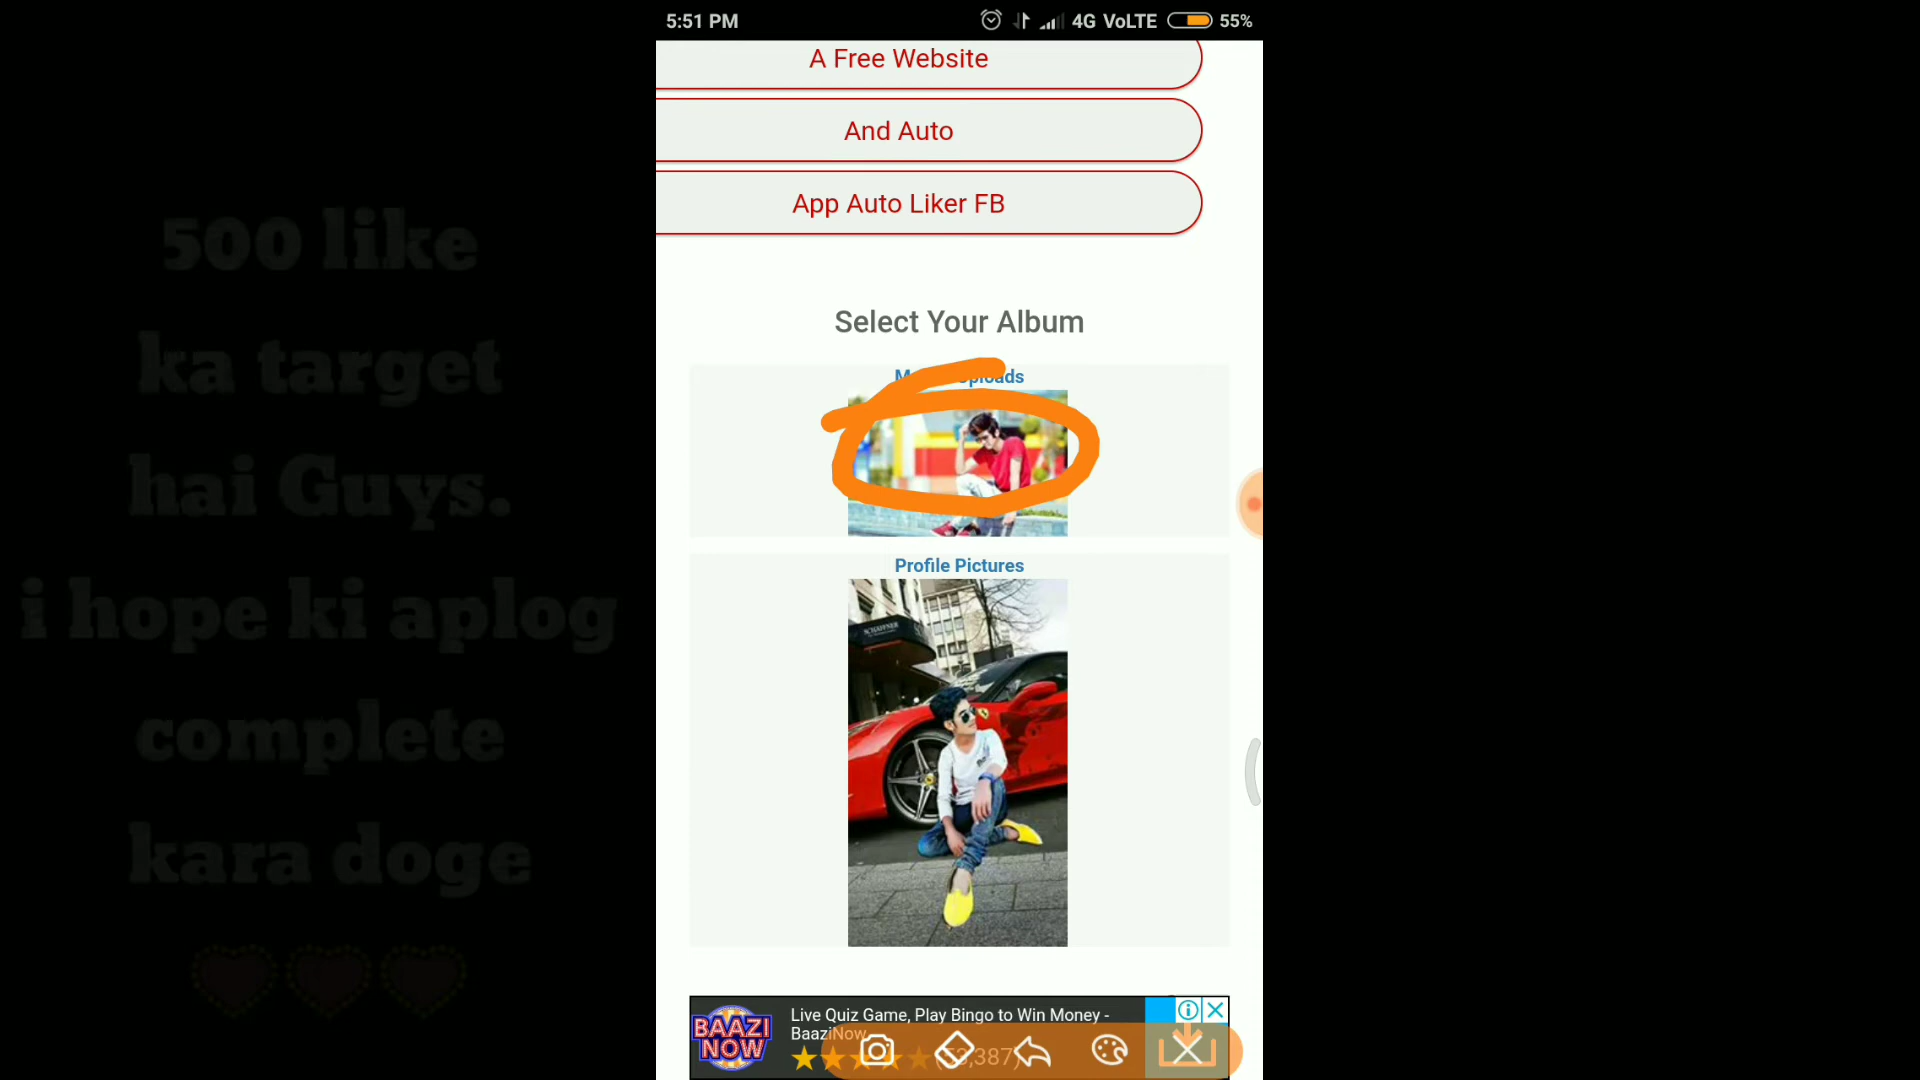 5:51 PM
4G VoLTE
55%
A Free Website
And Auto
App Auto Liker FB
500 like
ka target
hai Guys.
i hope ki aplog
complete
kara doge
Select Your Album
Profile Pictures
SCHAFFNER
BAAZI
NOW
Live Quiz Game, Play Bingo to Win Money -
BaaziNow